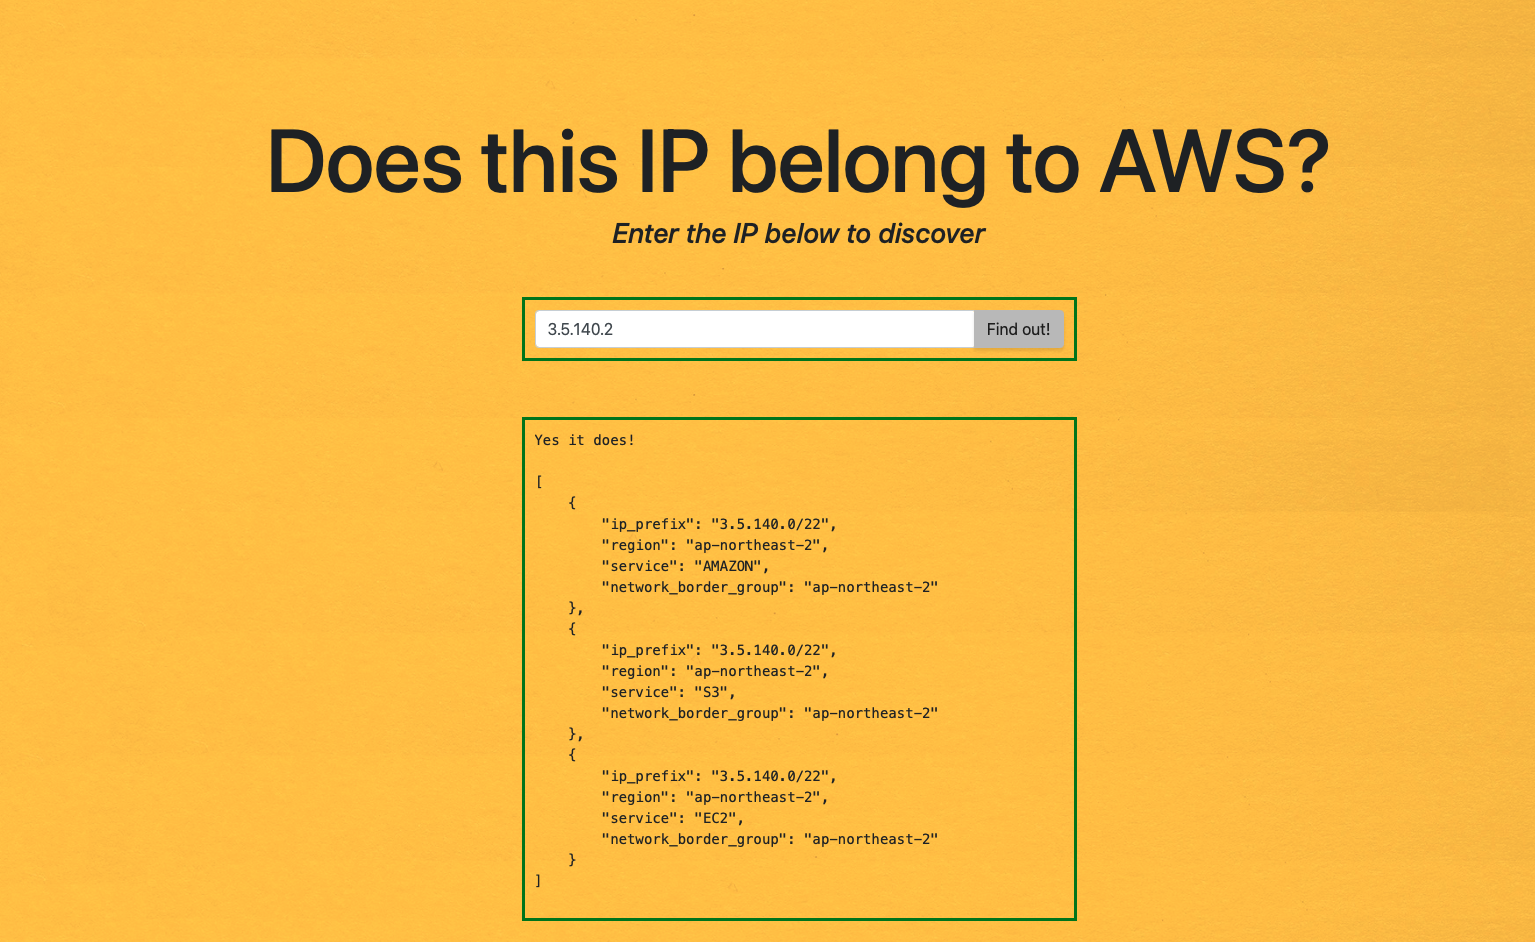 Does this IP belong to AWS?
Enter the IP below to discover
3.5.140.2
Find out!
Yes it does!
[
    {
        "ip_prefix": "3.5.140.0/22",
        "region": "ap-northeast-2",
        "service": "AMAZON",
        "network_border_group": "ap-northeast-2"
    },
    {
        "ip_prefix": "3.5.140.0/22",
        "region": "ap-northeast-2",
        "service": "S3",
        "network_border_group": "ap-northeast-2"
    },
    {
        "ip_prefix": "3.5.140.0/22",
        "region": "ap-northeast-2",
        "service": "EC2",
        "network_border_group": "ap-northeast-2"
    }
]